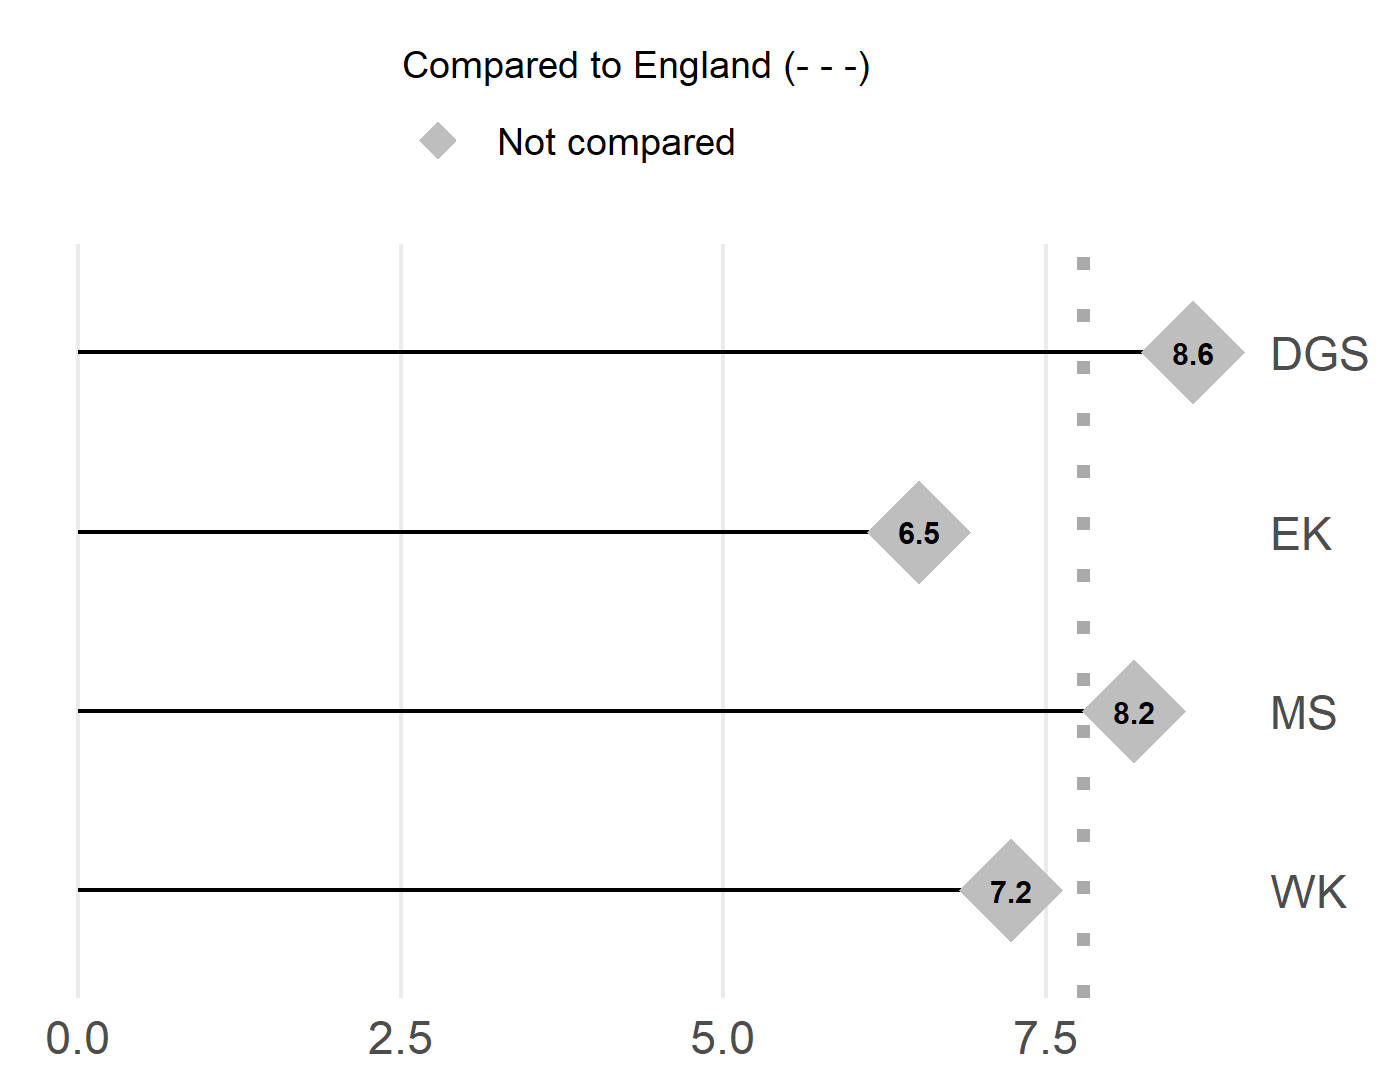 Compared to England (- - -)
Not compared
8.6 DGS
6.5 EK
8.2 MS
7.2 WK
0.0 2.5 5.0 7.5